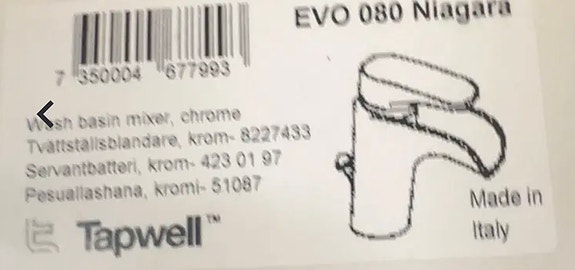 EVO 080 Niagara
7 350004 677993
Wash basin mixer, chrome
Tvättställsblandare, krom- 8227433
Servantbatteri, krom- 423 01 97
Pesuallashana, kromi- 51087
Tapwell™
Made in
Italy